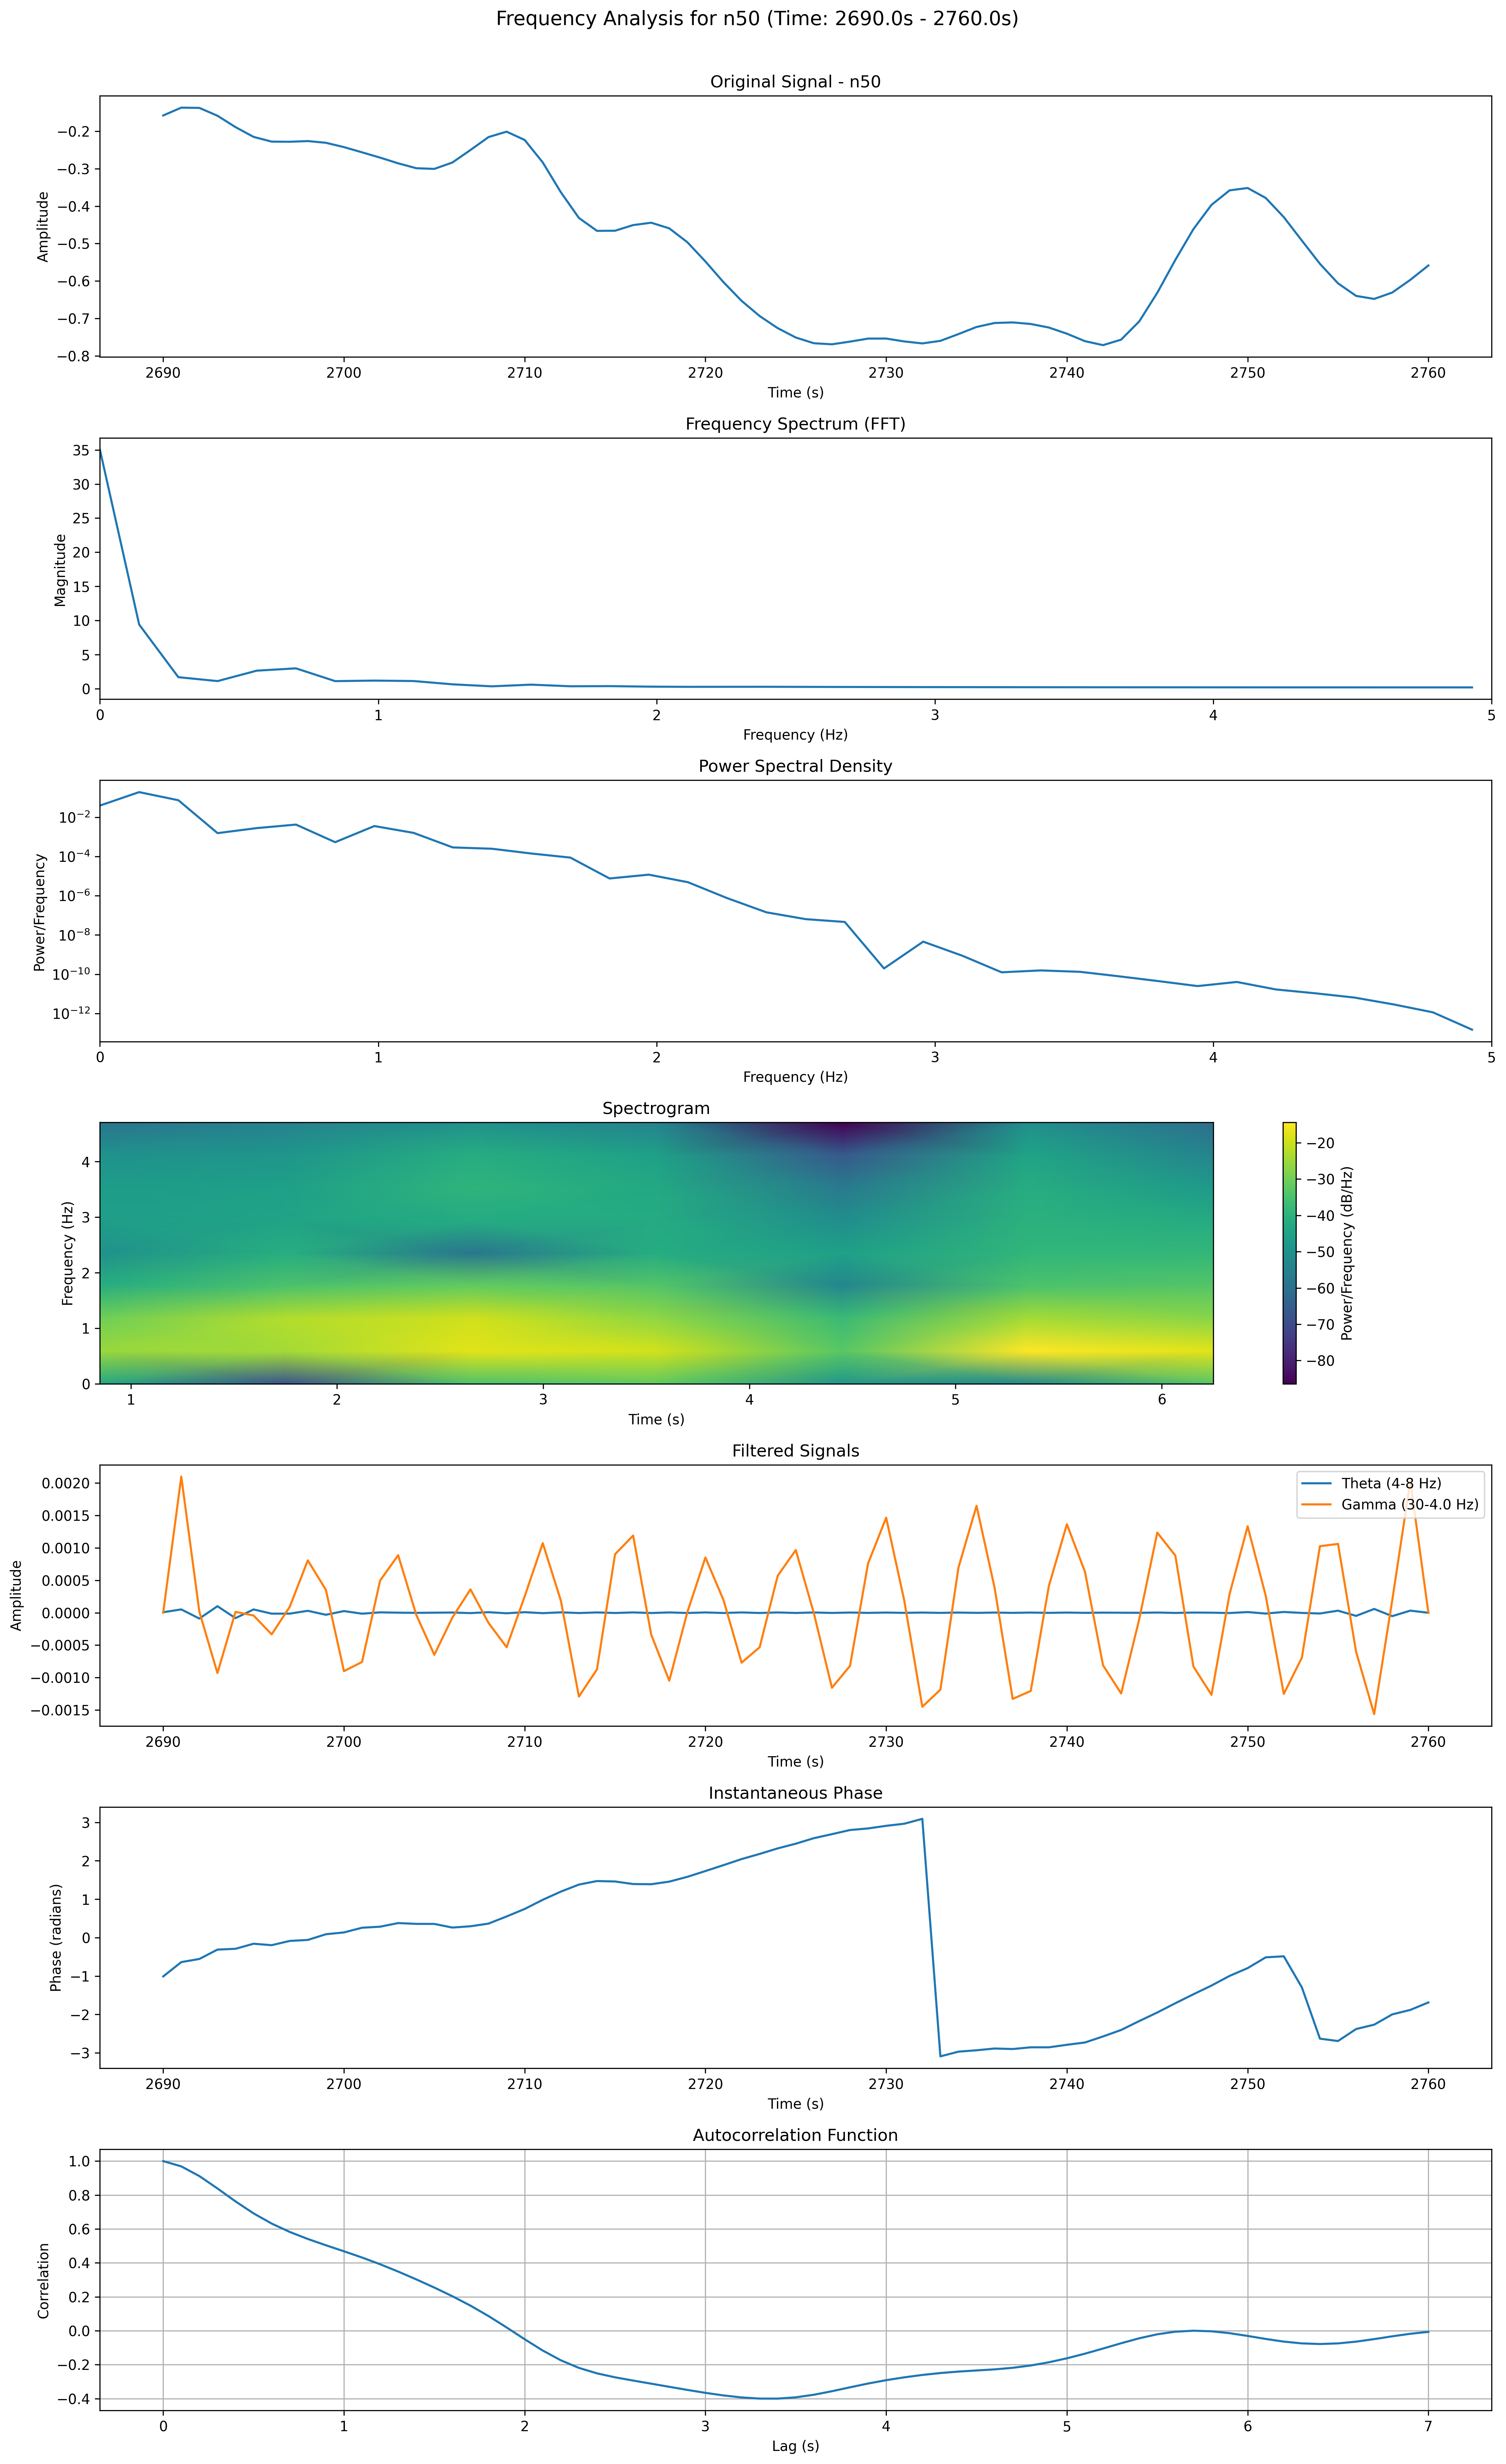 Frequency Analysis for n50 (Time: 2690.0s - 2760.0s)
Original Signal - n50
Amplitude
−0.2
−0.3
−0.4
−0.5
−0.6
−0.7
−0.8
2690 2700 2710 2720 2730 2740 2750 2760
Time (s)
Frequency Spectrum (FFT)
Magnitude
35
30
25
20
15
10
5
0
0 1 2 3 4 5
Frequency (Hz)
Power Spectral Density
Power/Frequency
10⁻²
10⁻⁴
10⁻⁶
10⁻⁸
10⁻¹⁰
10⁻¹²
0 1 2 3 4 5
Frequency (Hz)
Spectrogram
Frequency (Hz)
4
3
2
1
0
1 2 3 4 5 6
Time (s)
−20
−30
−40
−50
−60
−70
−80
Power/Frequency (dB/Hz)
Filtered Signals
Amplitude
0.0020
0.0015
0.0010
0.0005
0.0000
−0.0005
−0.0010
−0.0015
Theta (4-8 Hz)
Gamma (30-4.0 Hz)
2690 2700 2710 2720 2730 2740 2750 2760
Time (s)
Instantaneous Phase
Phase (radians)
3
2
1
0
−1
−2
−3
2690 2700 2710 2720 2730 2740 2750 2760
Time (s)
Autocorrelation Function
Correlation
1.0
0.8
0.6
0.4
0.2
0.0
−0.2
−0.4
0 1 2 3 4 5 6 7
Lag (s)